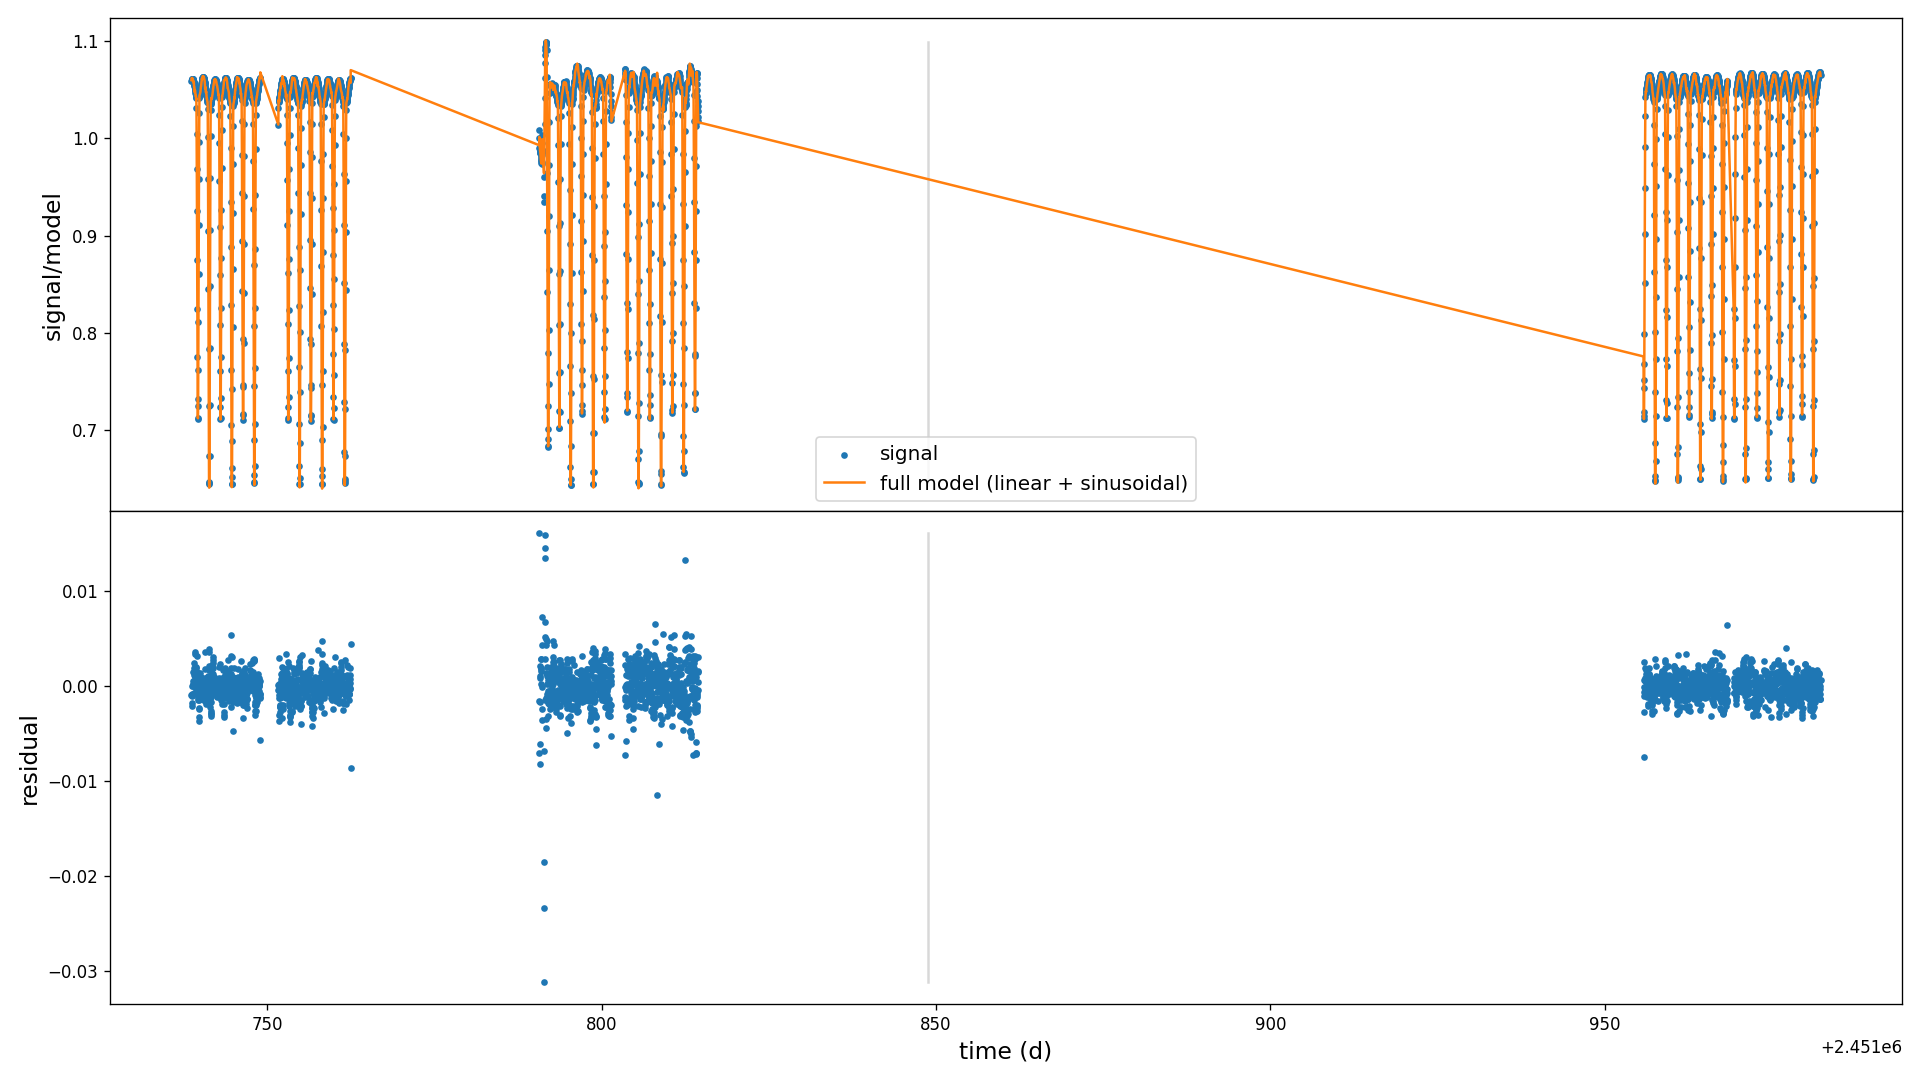 1.1
1.0
0.9
0.8
0.7
signal/model
signal
full model (linear + sinusoidal)
0.01
0.00
−0.01
−0.02
−0.03
residual
750
800
850
900
950
time (d)
+2.451e6